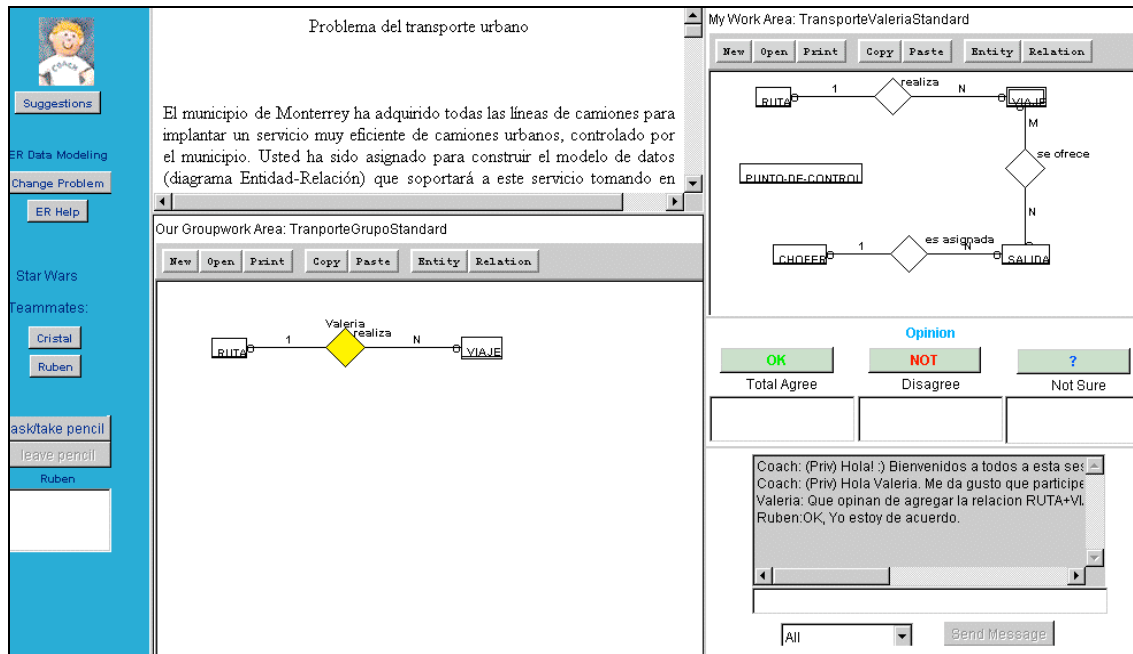 COACH
Suggestions
ER Data Modeling
Change Problem
ER Help
Star Wars
Teammates:
Cristal
Ruben
ask/take pencil
leave pencil
Ruben
Problema del transporte urbano
El municipio de Monterrey ha adquirido todas las líneas de camiones para
implantar un servicio muy eficiente de camiones urbanos, controlado por
el municipio. Usted ha sido asignado para construir el modelo de datos
(diagrama Entidad-Relación) que soportará a este servicio tomando en
Our Groupwork Area: TranporteGrupoStandard
New Open Print Copy Paste Entity Relation
Valeria
realiza
RUTA 1 N VIAJE
My Work Area: TransporteValeriaStandard
New Open Print Copy Paste Entity Relation
realiza
RUTA 1 N VIAJE
M
se ofrece
PUNTO-DE-CONTROL
N
es asignada
CHOFER 1 N SALIDA
Opinion
OK NOT ?
Total Agree Disagree Not Sure
Coach: (Priv) Hola! :) Bienvenidos a todos a esta ses
Coach: (Priv) Hola Valeria. Me da gusto que participe
Valeria: Que opinan de agregar la relacion RUTA+VIA
Ruben:OK, Yo estoy de acuerdo.
All
Send Message